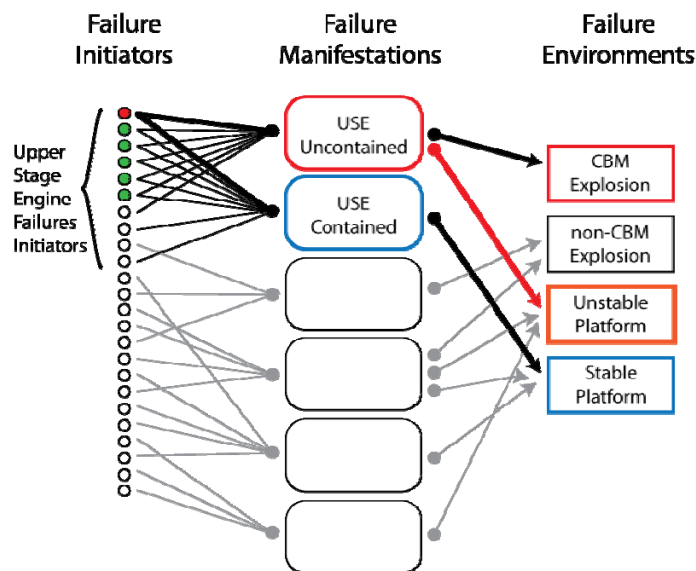 Failure
Initiators
Failure
Manifestations
Failure
Environments
Upper
Stage
Engine
Failures
Initiators
USE
Uncontained
USE
Contained
CBM
Explosion
non-CBM
Explosion
Unstable
Platform
Stable
Platform